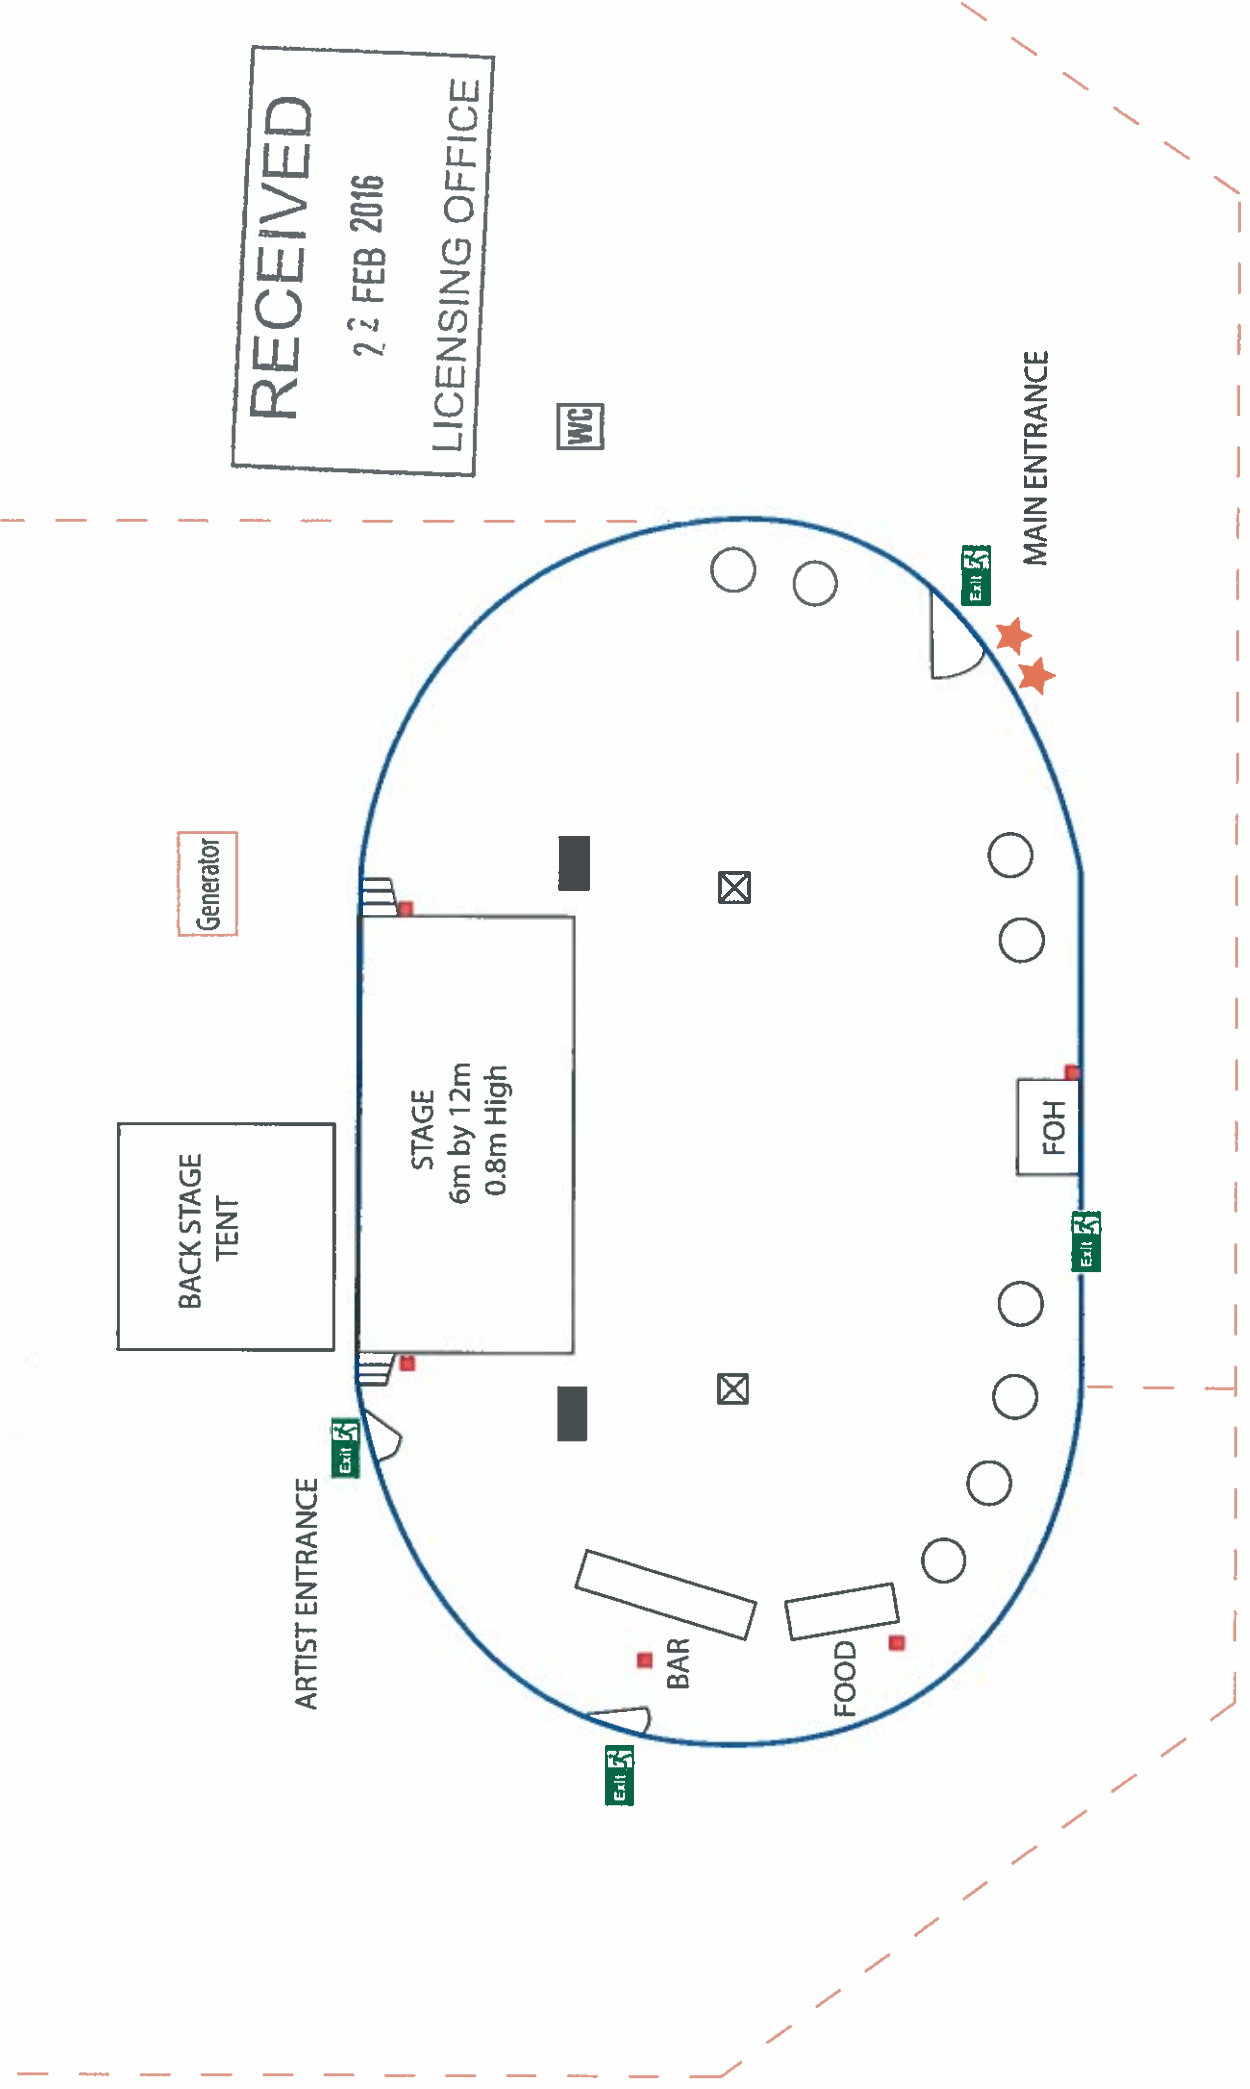 RECEIVED
22 FEB 2016
LICENSING OFFICE
WC
MAIN ENTRANCE
Exit
Generator
BACK STAGE
TENT
STAGE
6m by 12m
0.8m High
FOH
Exit
Exit
ARTIST ENTRANCE
BAR
FOOD
Exit